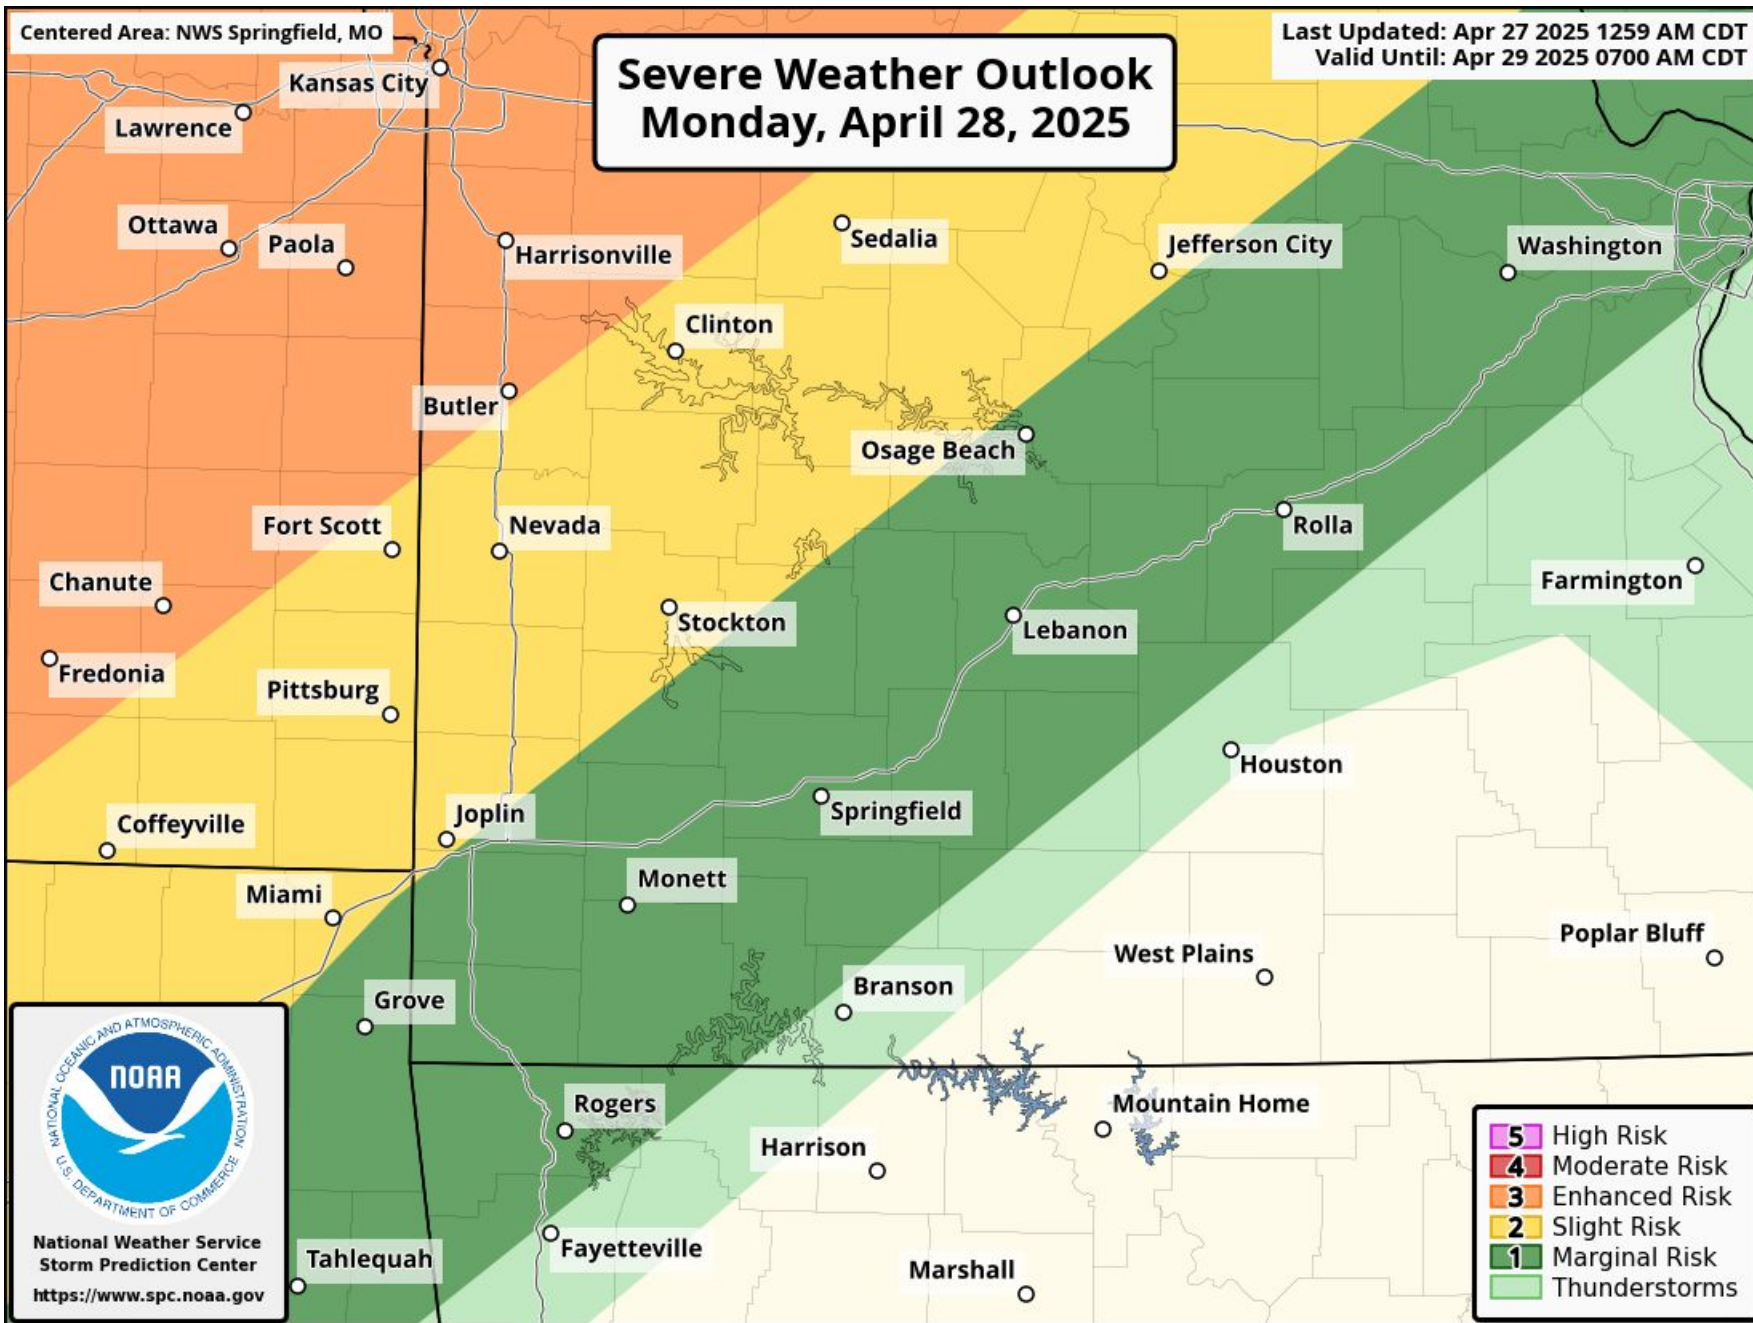 Centered Area: NWS Springfield, MO
Last Updated: Apr 27 2025 1259 AM CDT
Valid Until: Apr 29 2025 0700 AM CDT
Severe Weather Outlook
Monday, April 28, 2025
Kansas City
Lawrence
Ottawa
Paola
Harrisonville
Sedalia
Jefferson City
Washington
Clinton
Butler
Osage Beach
Fort Scott
Nevada
Rolla
Chanute
Farmington
Stockton
Lebanon
Fredonia
Pittsburg
Houston
Coffeyville
Joplin
Springfield
Miami
Monett
Poplar Bluff
West Plains
Grove
Branson
Rogers
Mountain Home
Harrison
Fayetteville
Tahlequah
Marshall
NATIONAL OCEANIC AND ATMOSPHERIC ADMINISTRATION
NOAA
U.S. DEPARTMENT OF COMMERCE
National Weather Service
Storm Prediction Center
https://www.spc.noaa.gov
5 High Risk
4 Moderate Risk
3 Enhanced Risk
2 Slight Risk
1 Marginal Risk
Thunderstorms